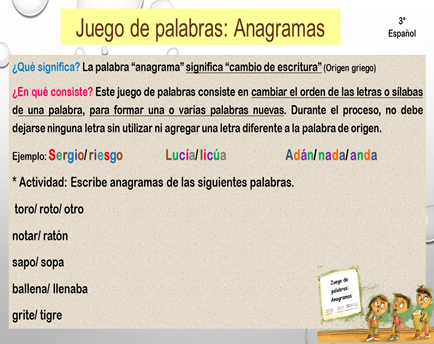 Juego de palabras: Anagramas
3°
Español
¿Qué significa? La palabra “anagrama” significa “cambio de escritura” (Origen griego)
¿En qué consiste? Este juego de palabras consiste en cambiar el orden de las letras o sílabas
de una palabra, para formar una o varias palabras nuevas. Durante el proceso, no debe
dejarse ninguna letra sin utilizar ni agregar una letra diferente a la palabra de origen.
Ejemplo: Sergio/ riesgo Lucía/ licúa Adán/ nada/ anda
* Actividad: Escribe anagramas de las siguientes palabras.
toro/ roto/ otro
notar/ ratón
sapo/ sopa
ballena/ llenaba
grite/ tigre
Juego de
palabras:
Anagramas